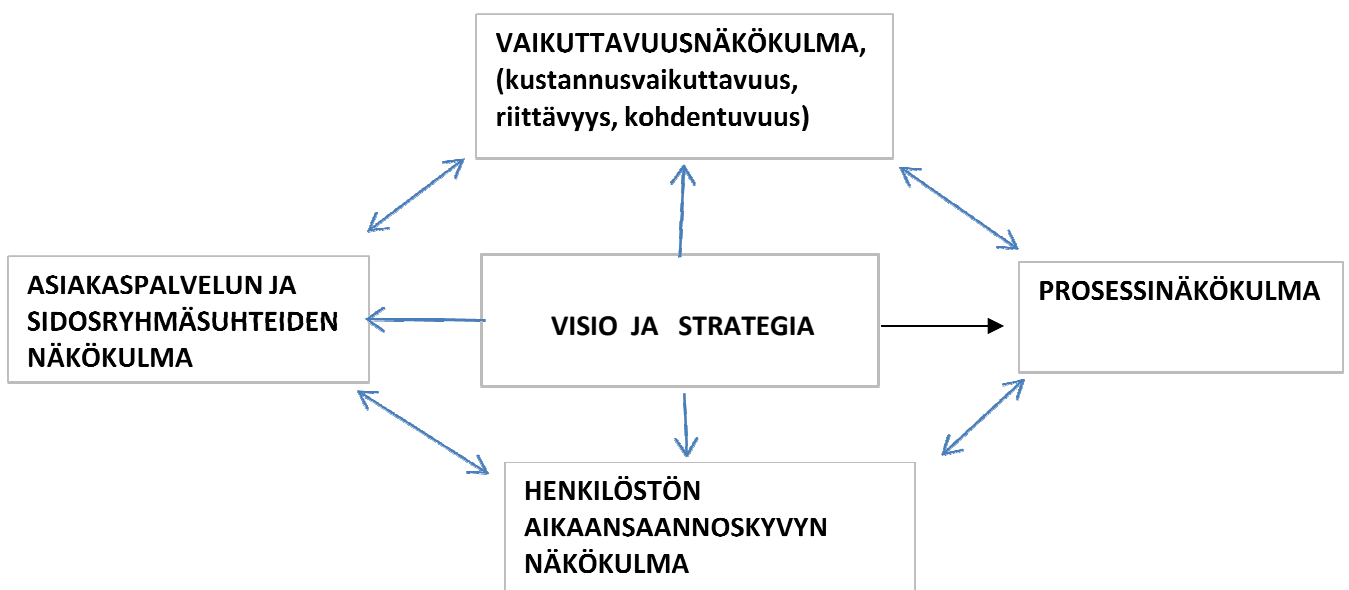 VAIKUTTAVUUSNÄKÖKULMA,
(kustannusvaikuttavuus,
riittävyys, kohdentuvuus)
ASIAKASPALVELUN JA
SIDOSRYHMÄSUHTEIDEN
NÄKÖKULMA
VISIO JA STRATEGIA
PROSESSINÄKÖKULMA
HENKILÖSTÖN
AIKAANSAANNOSKYVYN
NÄKÖKULMA